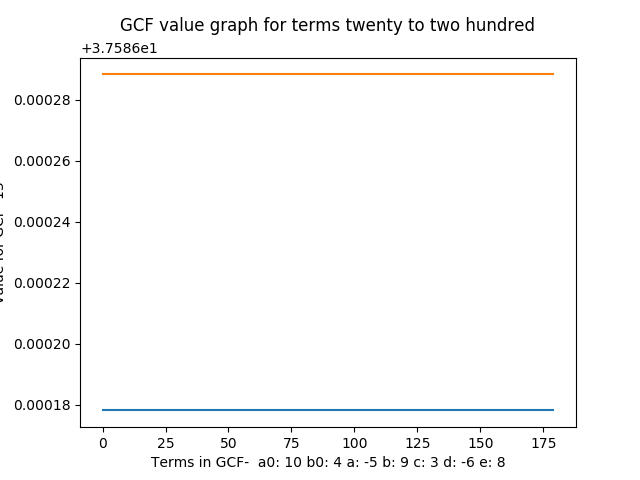 GCF value graph for terms twenty to two hundred
+3.7586e1
0.00028
0.00026
0.00024
0.00022
0.00020
0.00018
0 25 50 75 100 125 150 175
Terms in GCF-  a0: 10 b0: 4 a: -5 b: 9 c: 3 d: -6 e: 8